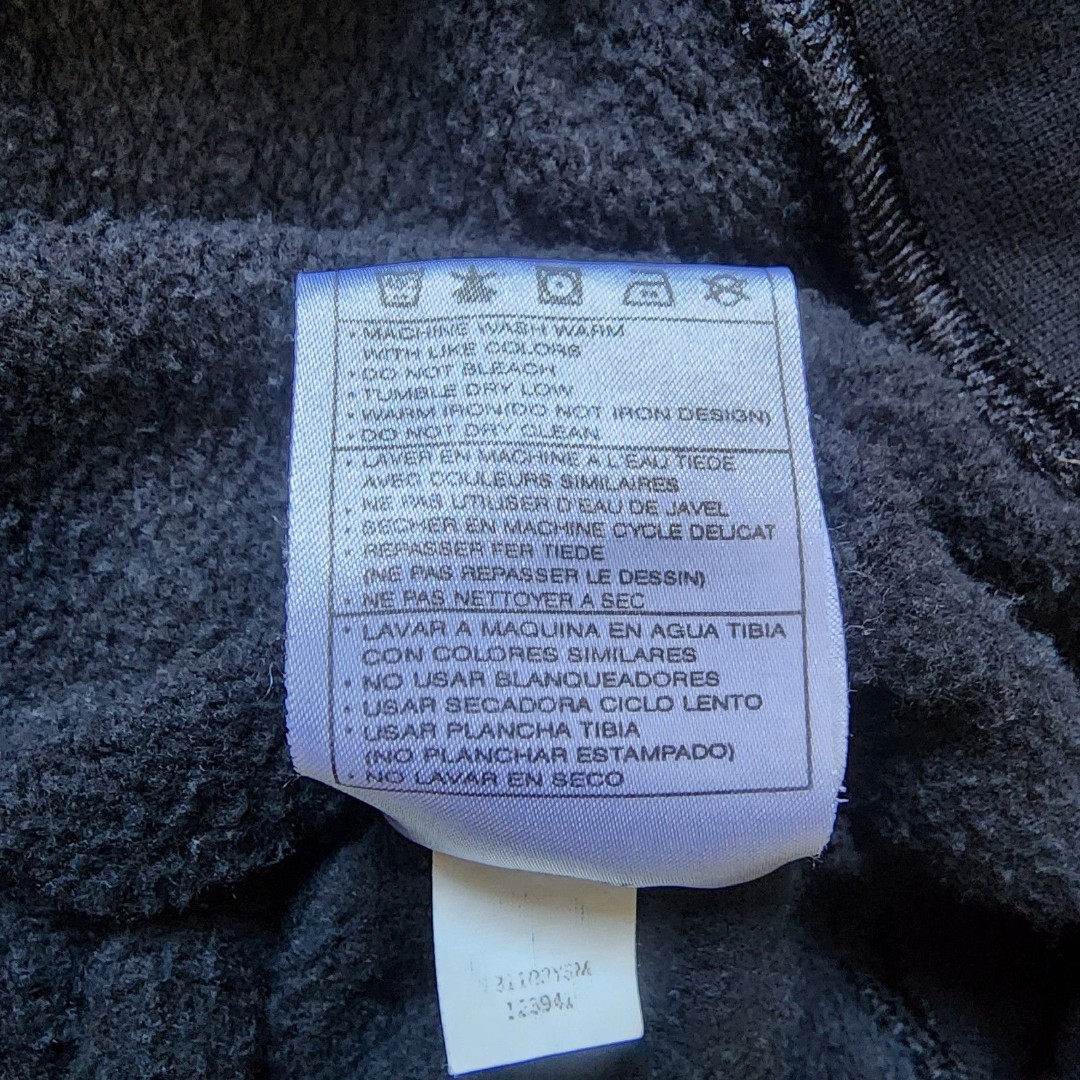 • MACHINE WASH WARM
WITH LIKE COLORS
• DO NOT BLEACH
• TUMBLE DRY LOW
• WARM IRON(DO NOT IRON DESIGN)
• DO NOT DRY CLEAN
• LAVER EN MACHINE A L'EAU TIEDE
AVEC COULEURS SIMILAIRES
• NE PAS UTILISER D'EAU DE JAVEL
• SECHER EN MACHINE CYCLE DELICAT
• REPASSER FER TIEDE
(NE PAS REPASSER LE DESSIN)
• NE PAS NETTOYER A SEC
• LAVAR A MAQUINA EN AGUA TIBIA
CON COLORES SIMILARES
• NO USAR BLANQUEADORES
• USAR SECADORA CICLO LENTO
• USAR PLANCHA TIBIA
(NO PLANCHAR ESTAMPADO)
• NO LAVAR EN SECO